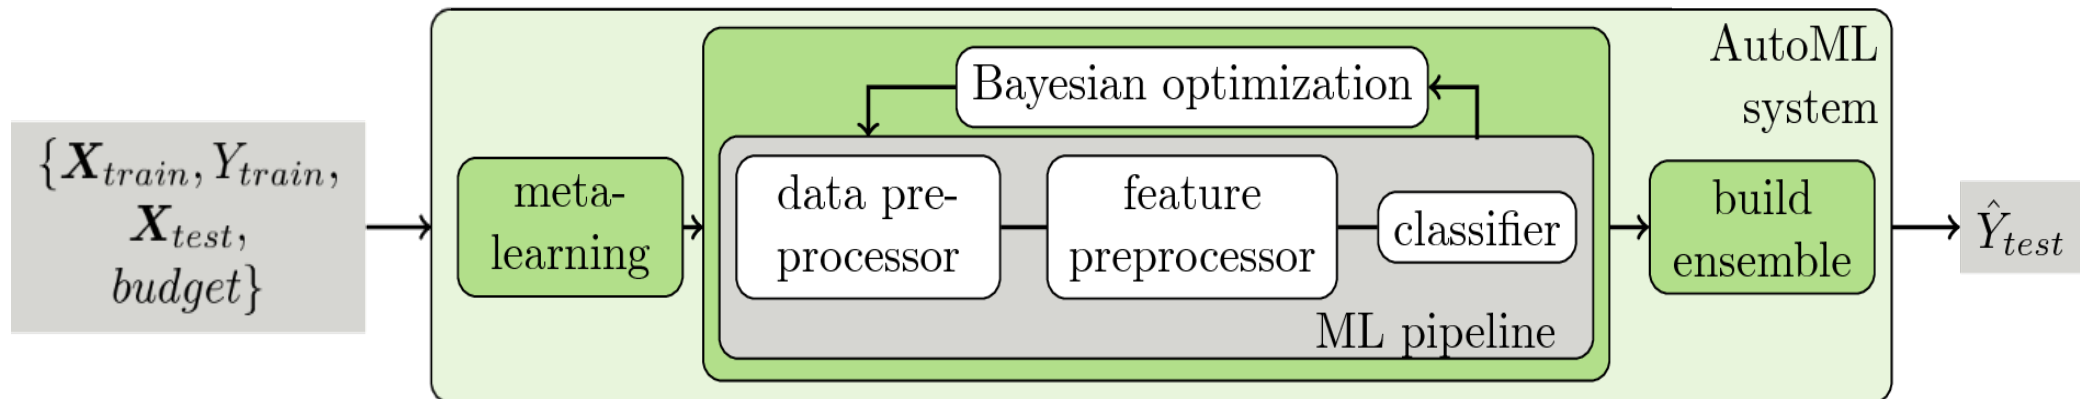 {X_train, Y_train,
X_test,
budget}
meta-
learning
Bayesian optimization
data pre-
processor
feature
preprocessor
classifier
ML pipeline
AutoML
system
build
ensemble
Ŷ_test